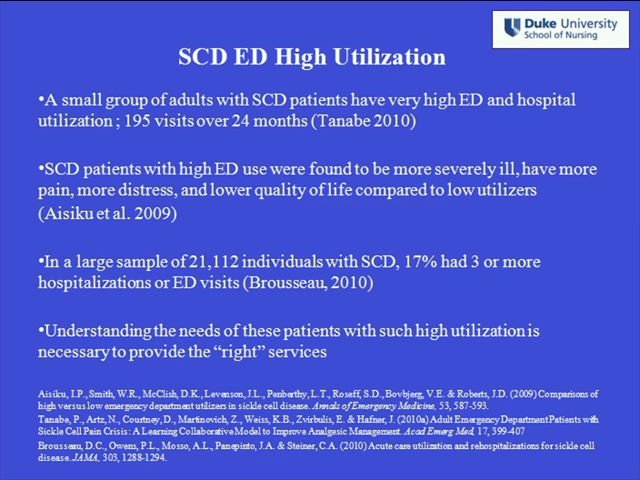 Duke University
School of Nursing
SCD ED High Utilization
•A small group of adults with SCD patients have very high ED and hospital
utilization ; 195 visits over 24 months (Tanabe 2010)
•SCD patients with high ED use were found to be more severely ill, have more
pain, more distress, and lower quality of life compared to low utilizers
(Aisiku et al. 2009)
•In a large sample of 21,112 individuals with SCD, 17% had 3 or more
hospitalizations or ED visits (Brousseau, 2010)
•Understanding the needs of these patients with such high utilization is
necessary to provide the “right” services
Aisiku, I.P., Smith, W.R., McClish, D.K., Levenson, J.L., Penberthy, L.T., Roseff, S.D., Bovbjerg, V.E. & Roberts, J.D. (2009) Comparisons of
high versus low emergency department utilizers in sickle cell disease. Annals of Emergency Medicine, 53, 587-593.
Tanabe, P., Artz, N., Courtney, D., Martinovich, Z., Weiss, K.B., Zvirbulis, E. & Hafner, J. (2010a) Adult Emergency Department Patients with
Sickle Cell Pain Crisis : A Learning Collaborative Model to Improve Analgesic Management. Acad Emerg Med, 17, 399-407
Brousseau, D.C., Owens, P.L., Mosso, A.L., Panepinto, J.A. & Steiner, C.A. (2010) Acute care utilization and rehospitalizations for sickle cell
disease. JAMA, 303, 1288-1294.